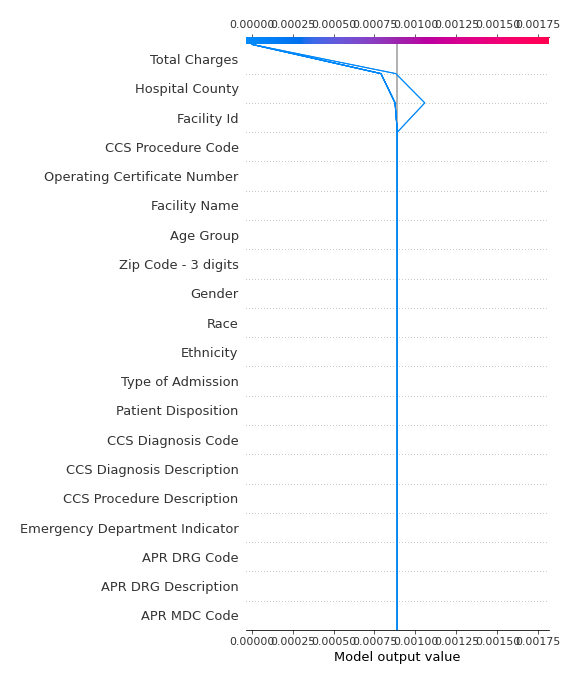 0.00000 0.00025 0.00050 0.00075 0.00100 0.00125 0.00150 0.00175
Total Charges
Hospital County
Facility Id
CCS Procedure Code
Operating Certificate Number
Facility Name
Age Group
Zip Code - 3 digits
Gender
Race
Ethnicity
Type of Admission
Patient Disposition
CCS Diagnosis Code
CCS Diagnosis Description
CCS Procedure Description
Emergency Department Indicator
APR DRG Code
APR DRG Description
APR MDC Code
0.00000 0.00025 0.00050 0.00075 0.00100 0.00125 0.00150 0.00175
Model output value